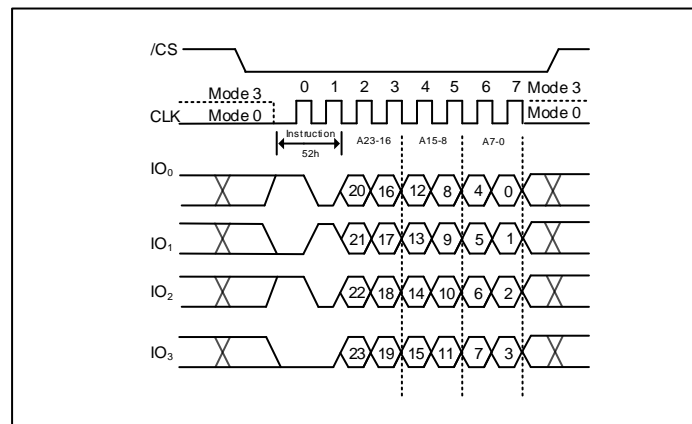 /CS
0 1 2 3 4 5 6 7
Mode 3 Mode 3
CLK Mode 0 Mode 0
Instruction A23-16 A15-8 A7-0
52h
IO0 20 16 12 8 4 0
IO1 21 17 13 9 5 1
IO2 22 18 14 10 6 2
IO3 23 19 15 11 7 3